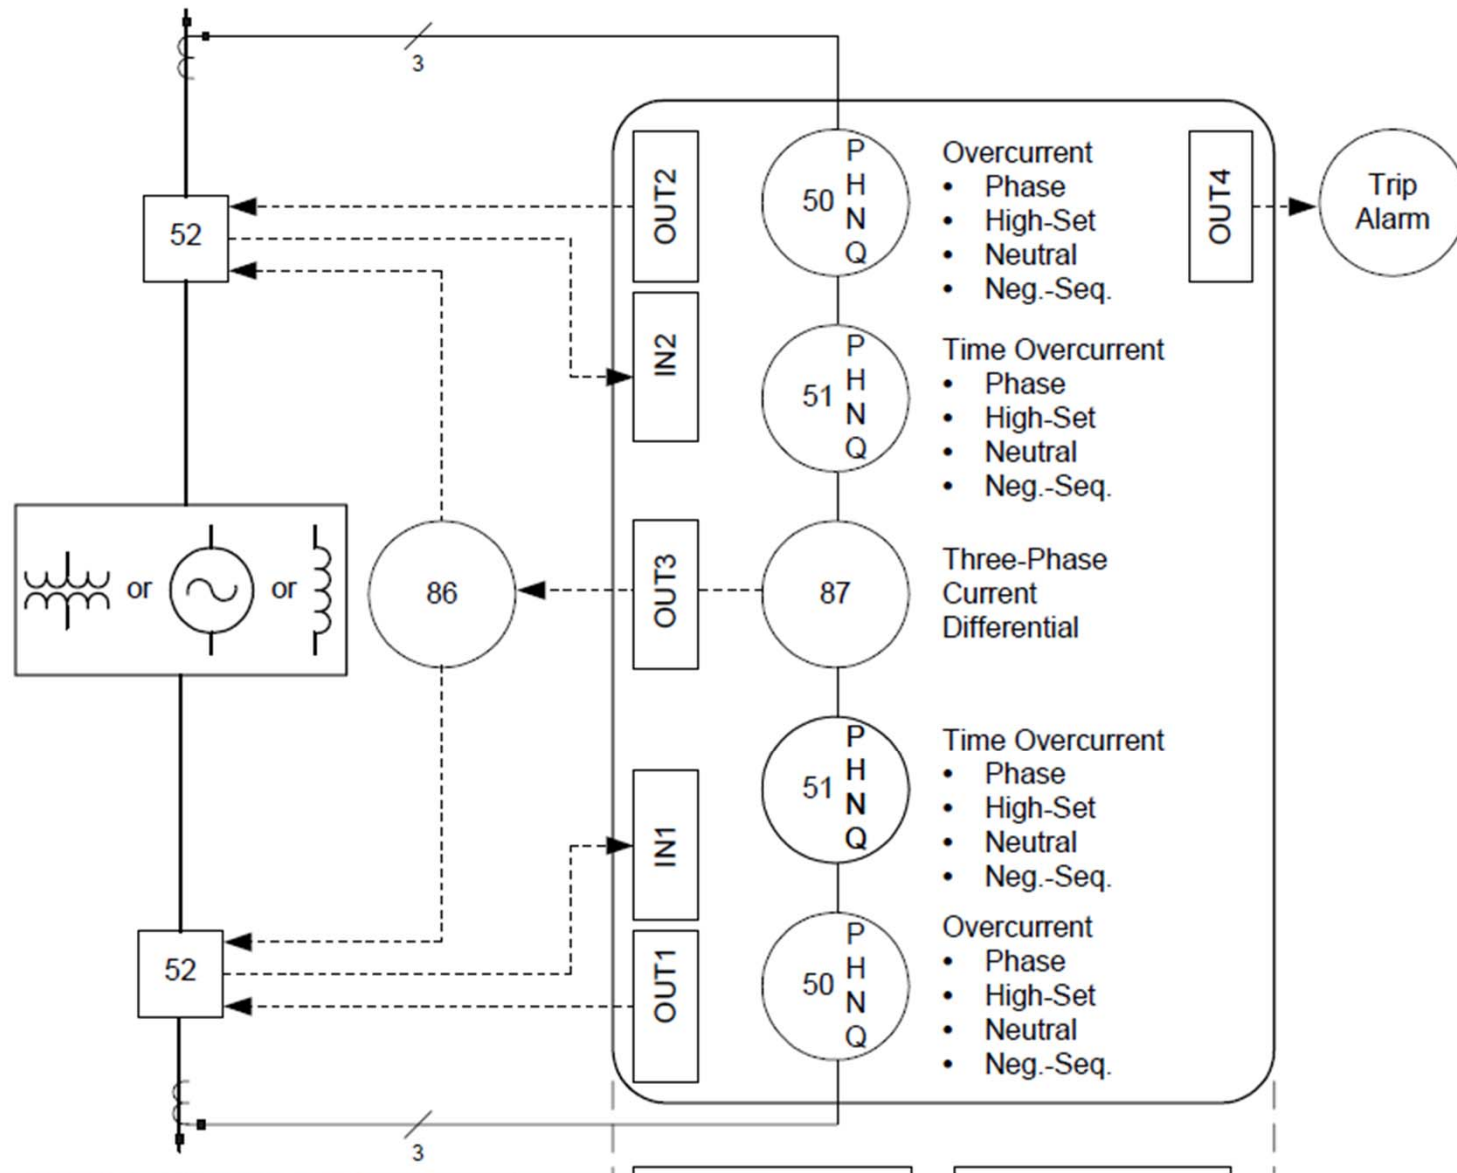 3
OUT2
50
P
H
N
Q
Overcurrent
• Phase
• High-Set
• Neutral
• Neg.-Seq.
OUT4
Trip
Alarm
52
IN2
51
P
H
N
Q
Time Overcurrent
• Phase
• High-Set
• Neutral
• Neg.-Seq.
or
or
86
OUT3
87
Three-Phase
Current
Differential
IN1
51
P
H
N
Q
Time Overcurrent
• Phase
• High-Set
• Neutral
• Neg.-Seq.
52
OUT1
50
P
H
N
Q
Overcurrent
• Phase
• High-Set
• Neutral
• Neg.-Seq.
3